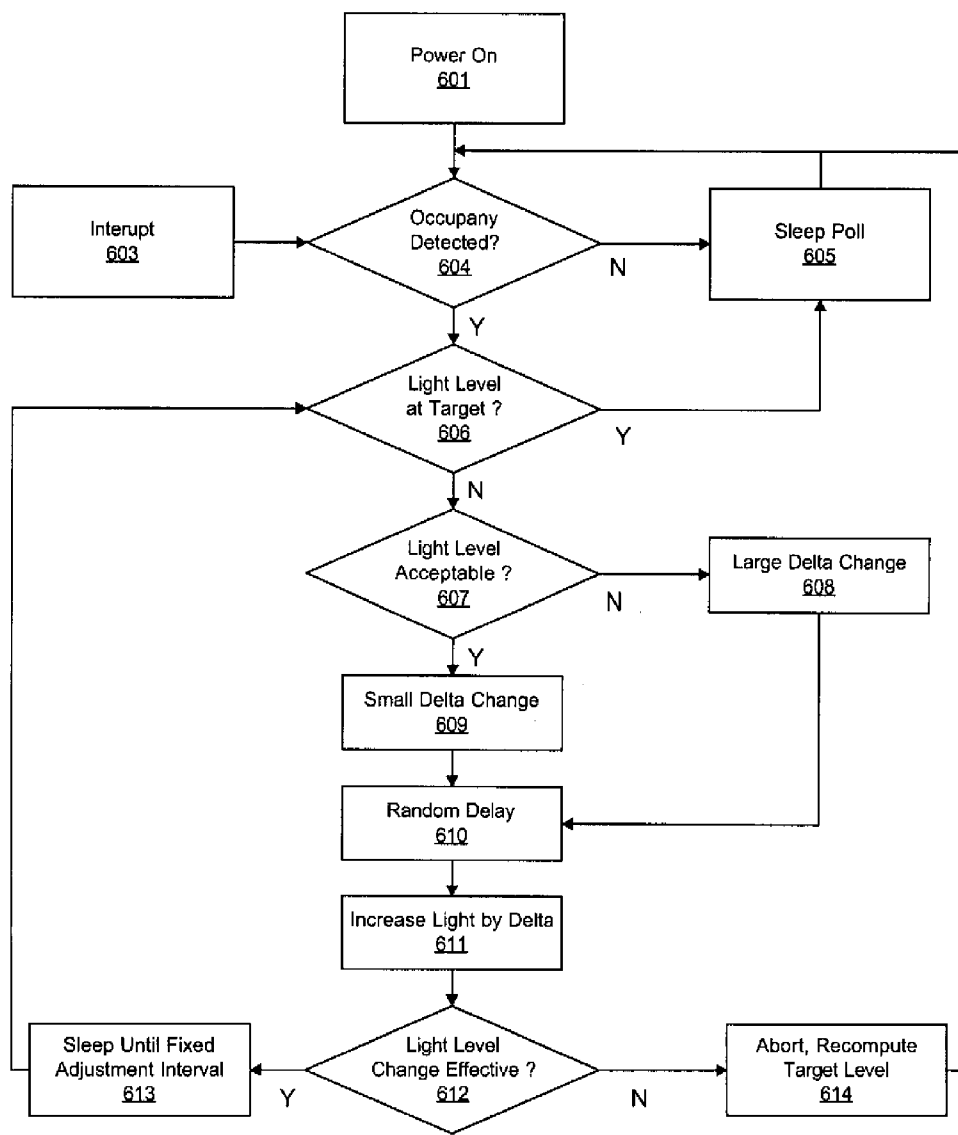 Power On
601
Interupt
603
Occupany
Detected?
604
N
Sleep Poll
605
Y
Light Level
at Target ?
606
Y
N
Light Level
Acceptable ?
607
N
Large Delta Change
608
Y
Small Delta Change
609
Random Delay
610
Increase Light by Delta
611
Sleep Until Fixed
Adjustment Interval
613
Y
Light Level
Change Effective ?
612
N
Abort, Recompute
Target Level
614